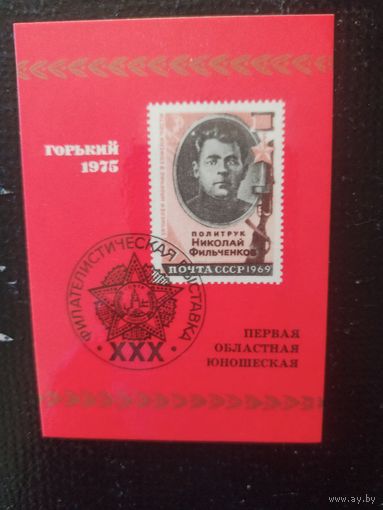 ГОРЬКИЙ
1975
ПОЛИТРУК
НИКОЛАЙ
ФИЛЬЧЕНКОВ
ПОЧТА СССР 1969
ФИЛАТЕЛИСТИЧЕСКАЯ ВЫСТАВКА
• XXX •
ПЕРВАЯ
ОБЛАСТНАЯ
ЮНОШЕСКАЯ
www.ay.by